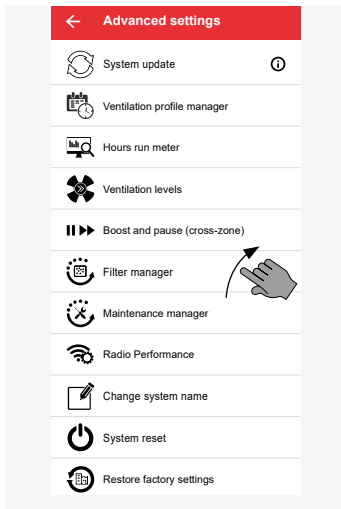 Advanced settings
System update
Ventilation profile manager
Hours run meter
Ventilation levels
Boost and pause (cross-zone)
Filter manager
Maintenance manager
Radio Performance
Change system name
System reset
Restore factory settings